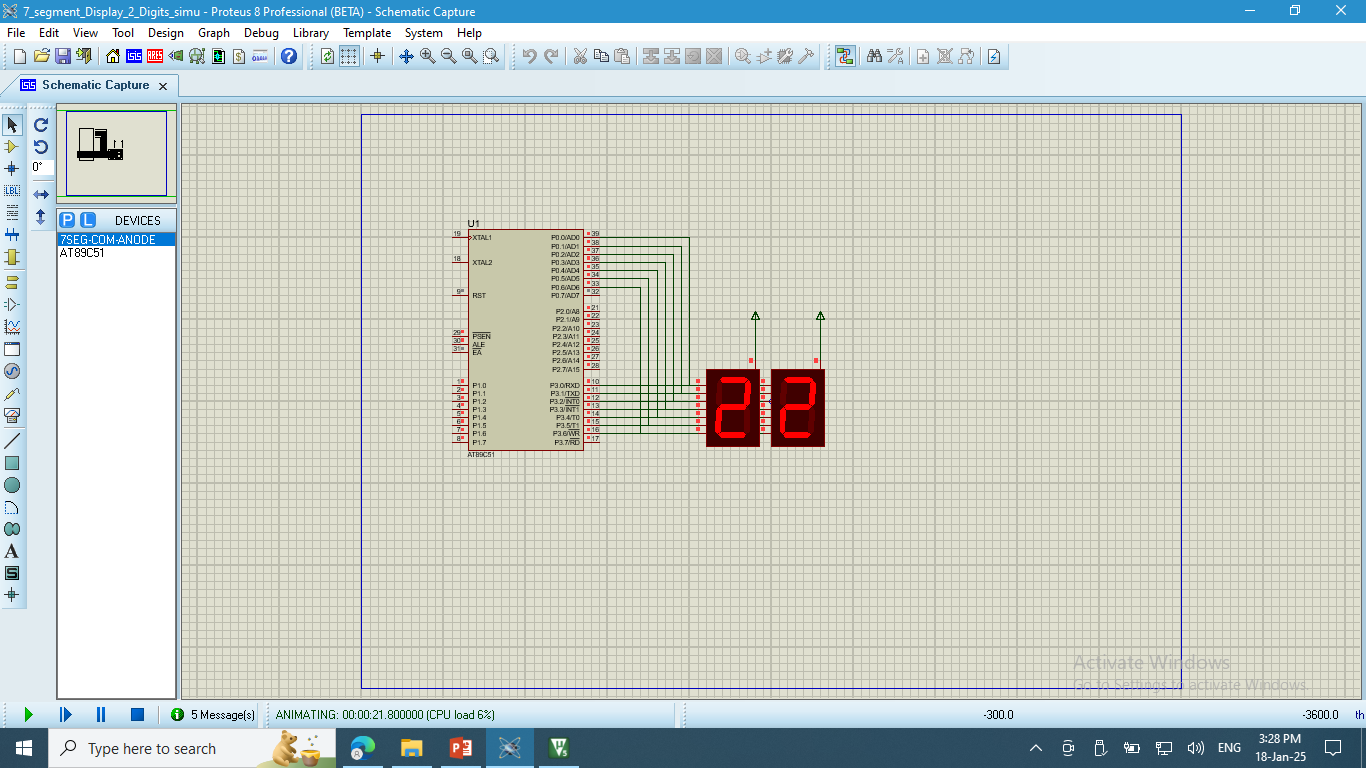 7_segment_Display_2_Digits_simu - Proteus 8 Professional (BETA) - Schematic Capture
File Edit View Tool Design Graph Debug Library Template System Help
Schematic Capture
LBL
0°
P L DEVICES
7SEG-COM-ANODE
AT89C51
U1
19 XTAL1 P0.0/AD0 39
P0.1/AD1 38
P0.2/AD2 37
18 XTAL2 P0.3/AD3 36
P0.4/AD4 35
P0.5/AD5 34
P0.6/AD6 33
9 RST P0.7/AD7 32
P2.0/A8 21
P2.1/A9 22
P2.2/A10 23
29 PSEN P2.3/A11 24
30 ALE P2.4/A12 25
31 EA P2.5/A13 26
P2.6/A14 27
P2.7/A15 28
1 P1.0 P3.0/RXD 10
2 P1.1 P3.1/TXD 11
3 P1.2 P3.2/INT0 12
4 P1.3 P3.3/INT1 13
5 P1.4 P3.4/T0 14
6 P1.5 P3.5/T1 15
7 P1.6 P3.6/WR 16
8 P1.7 P3.7/RD 17
AT89C51
22
A
S
Activate Windows
Go to Settings to activate Windows.
5 Message(s) ANIMATING: 00:00:21.800000 (CPU load 6%) -300.0 -3600.0 th
Type here to search
ENG
3:28 PM
18-Jan-25